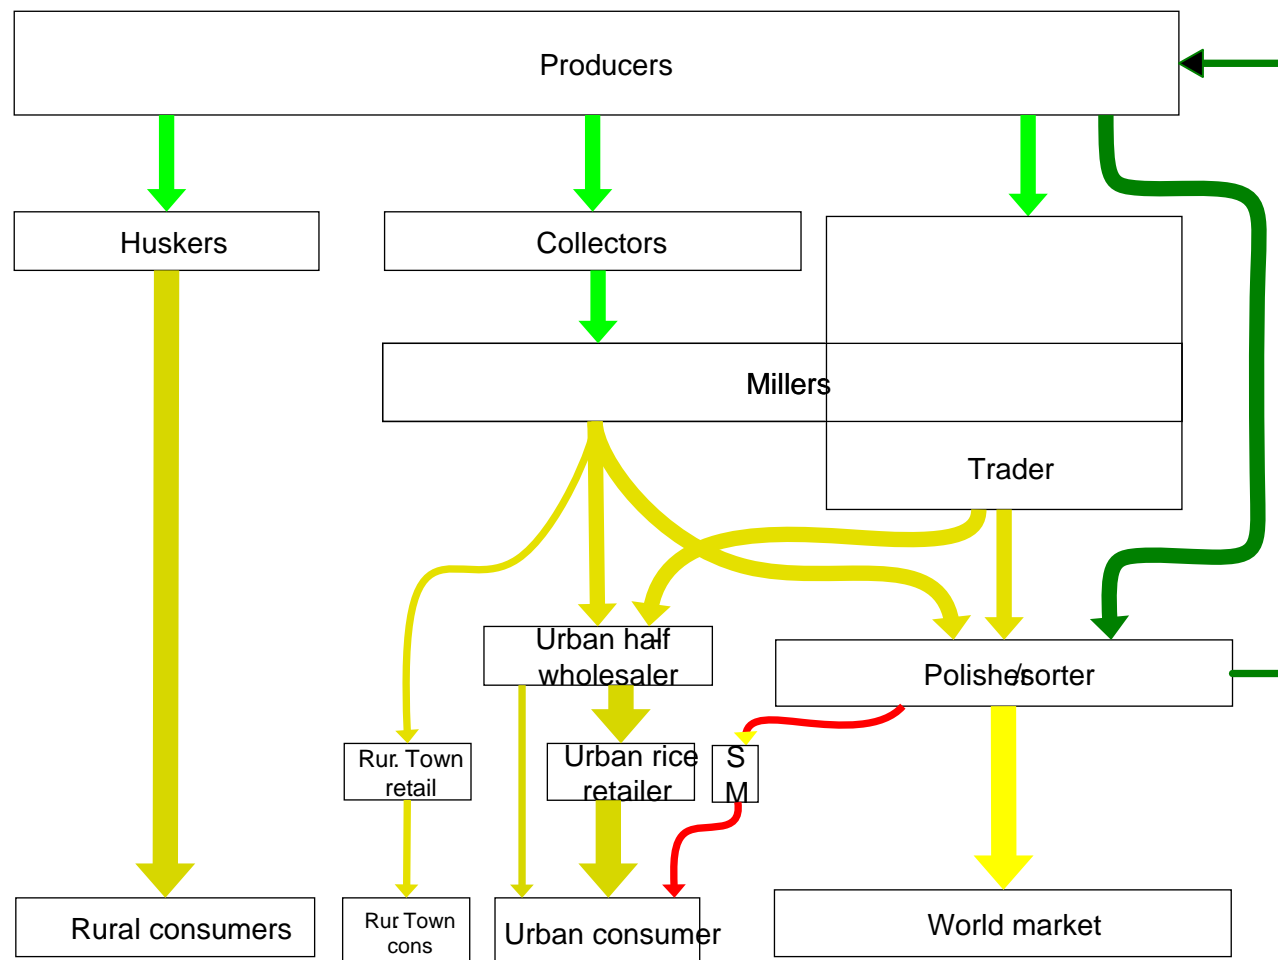 Producers
Huskers
Collectors
Millers
Trader
Urban half-
wholesaler
Polisher/sorter
Rur. Town
retail
Urban rice
retailer
S
M
Rural consumers
Rur. Town
cons
Urban consumer
World market